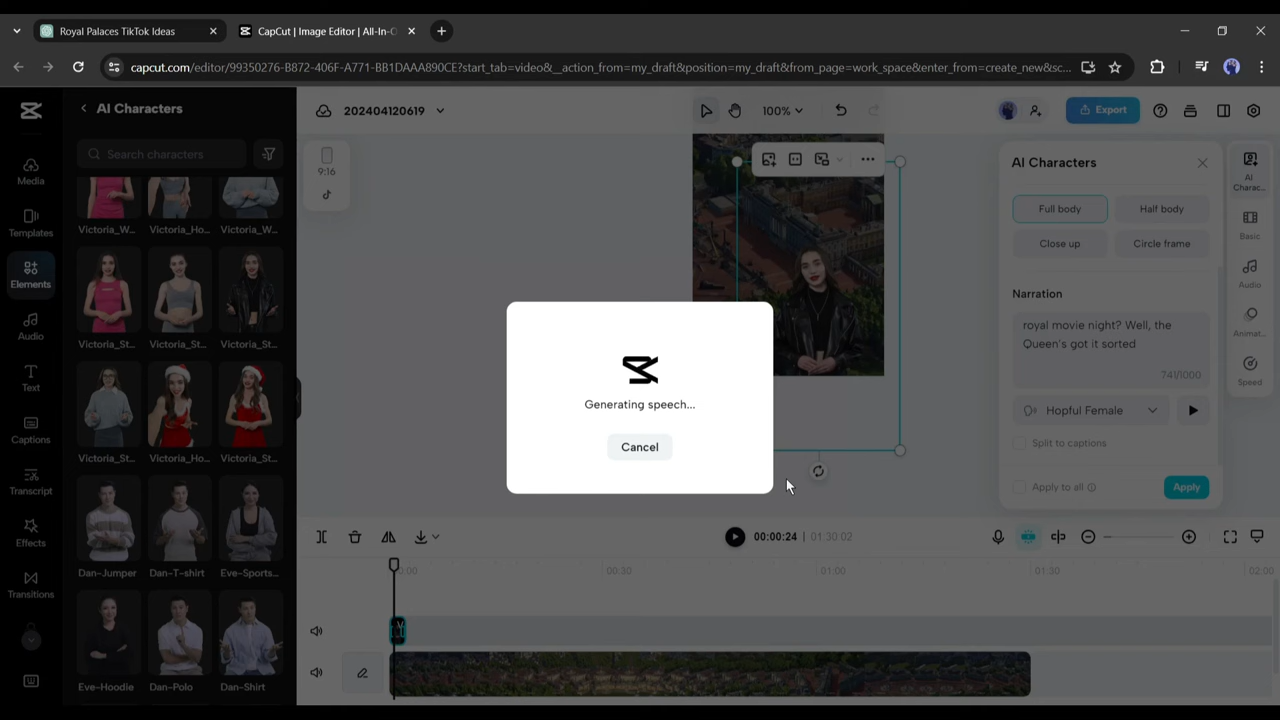 Royal Palaces TikTok Ideas
CapCut | Image Editor | All-In-O
capcut.com/editor/99350276-B872-406F-A771-BB1DAAA890CE?start_tab=video&__action_from=my_draft&position=my_draft&from_page=work_space&enter_from=create_new&sc...
AI Characters
202404120619
100%
Export
Search characters
9:16
Media
Templates
Elements
Audio
Text
Captions
Transcript
Effects
Transitions
Victoria_W...
Victoria_Ho...
Victoria_W...
Victoria_St...
Victoria_St...
Victoria_St...
Victoria_St...
Victoria_Ho...
Victoria_St...
Dan-Jumper
Dan-T-shirt
Eve-Sports...
Eve-Hoodie
Dan-Polo
Dan-Shirt
Generating speech...
Cancel
AI Characters
Full body
Half body
Close up
Circle frame
Narration
royal movie night? Well, the
Queen's got it sorted
741/1000
Hopful Female
Split to captions
Apply to all
Apply
AI
Charac...
Basic
Audio
Animat...
Speed
00:00:24 | 01:30:02
0:00
00:30
01:00
01:30
02:00